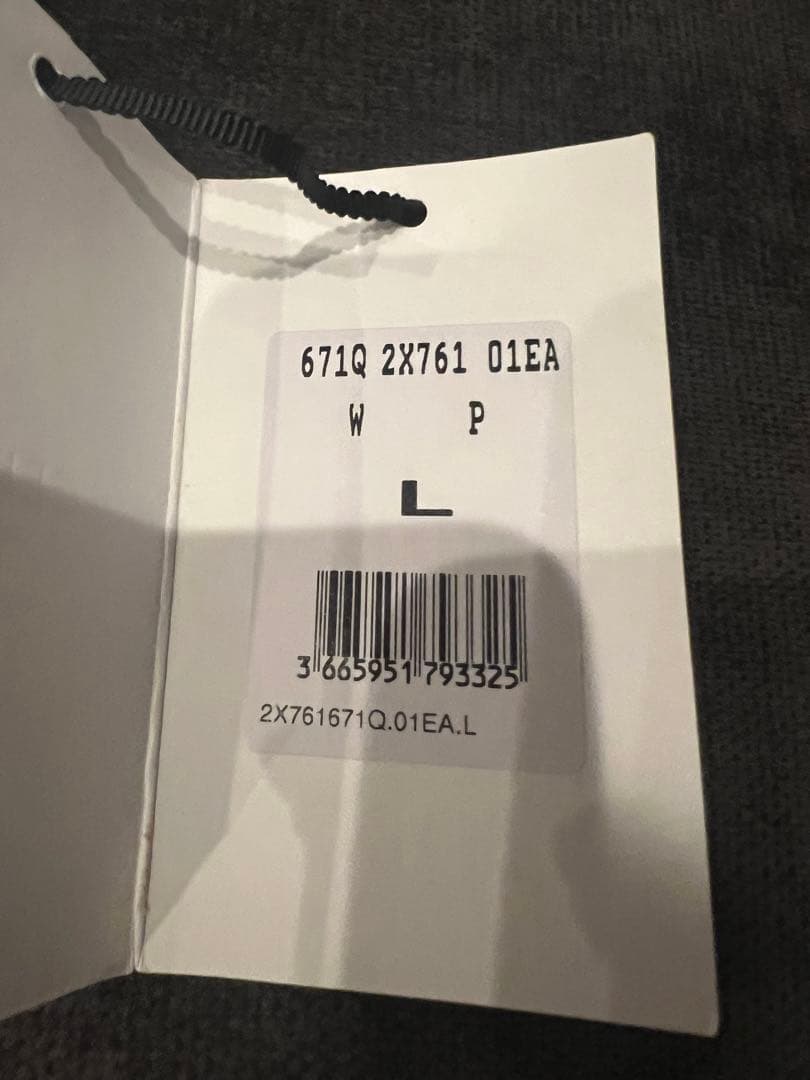 671Q 2X761 01EA
W P
L
3 665951 793325
2X761671Q.01EA.L